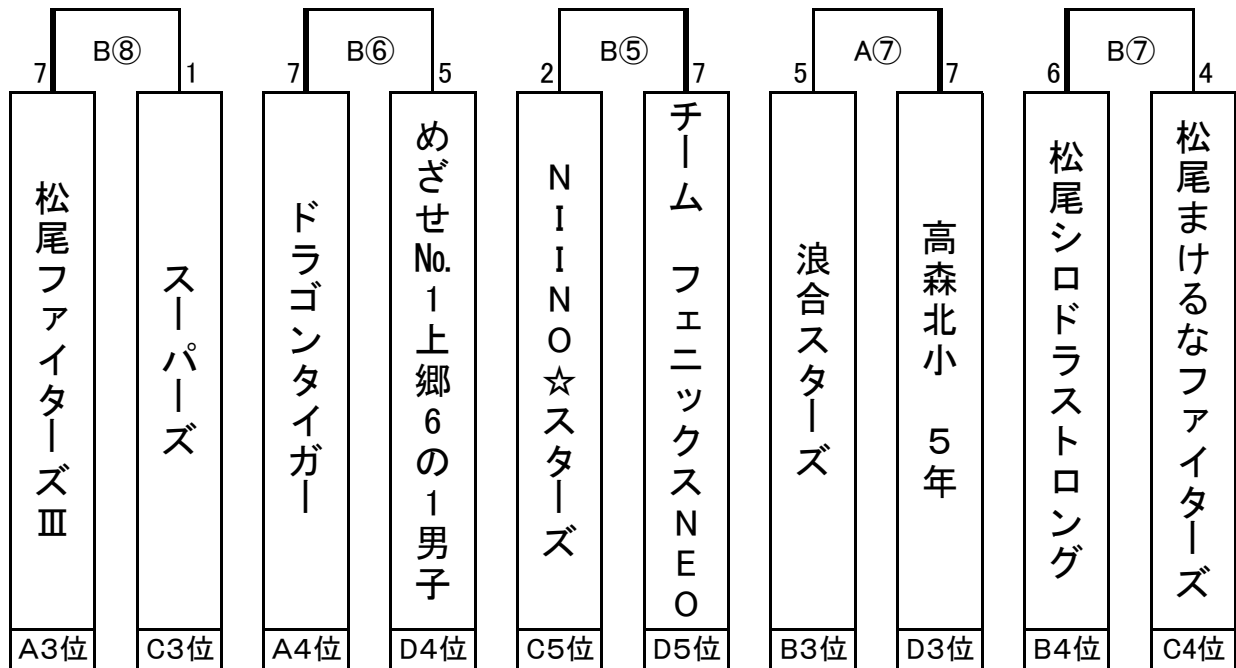 B⑧
B⑥
B⑤
A⑦
B⑦
7
1
7
5
2
7
5
7
6
4
松尾ファイターズⅢ
スーパーズ
ドラゴンタイガー
めざせ№1上郷6の1男子
NIINO☆スターズ
チーム フェニックスNEO
浪合スターズ
高森北小 5年
松尾シロドラストロング
松尾まけるなファイターズ
A3位
C3位
A4位
D4位
C5位
D5位
B3位
D3位
B4位
C4位